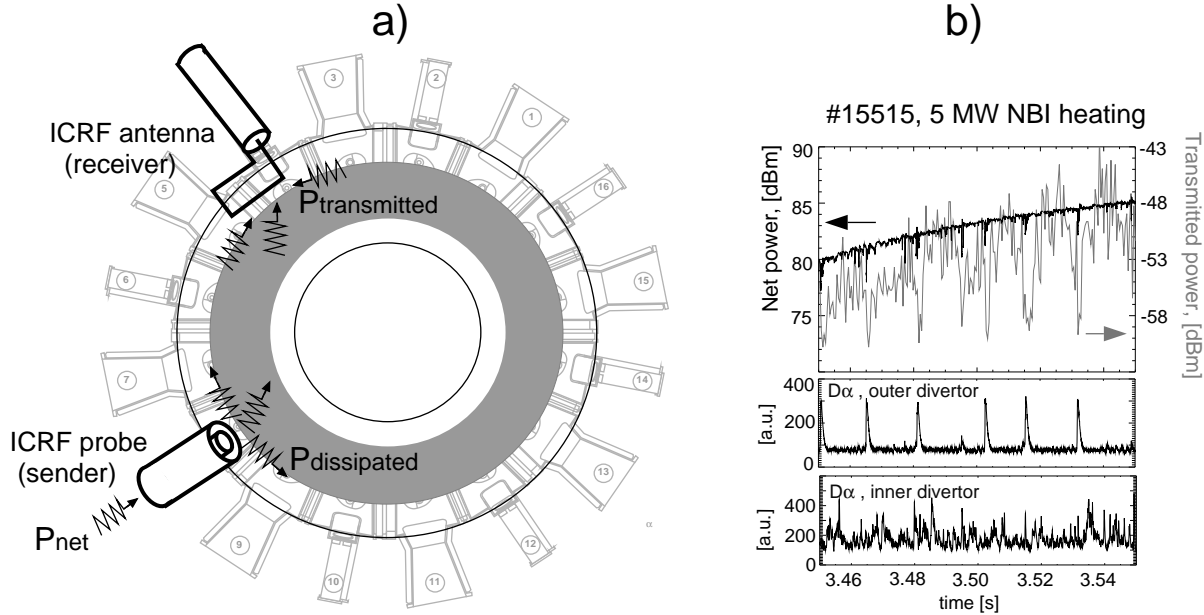 a)
ICRF antenna
(receiver)
3
2
1
16
15
14
13
12
11
10
9
7
6
5
Ptransmitted
Pdissipated
ICRF probe
(sender)
Pnet
α
b)
#15515, 5 MW NBI heating
Net power, [dBm]
90
85
80
75
Transmitted power, [dBm]
-43
-48
-53
-58
Dα , outer divertor
[a.u.]
400
200
0
Dα , inner divertor
[a.u.]
400
200
0
3.46
3.48
3.50
3.52
3.54
time [s]